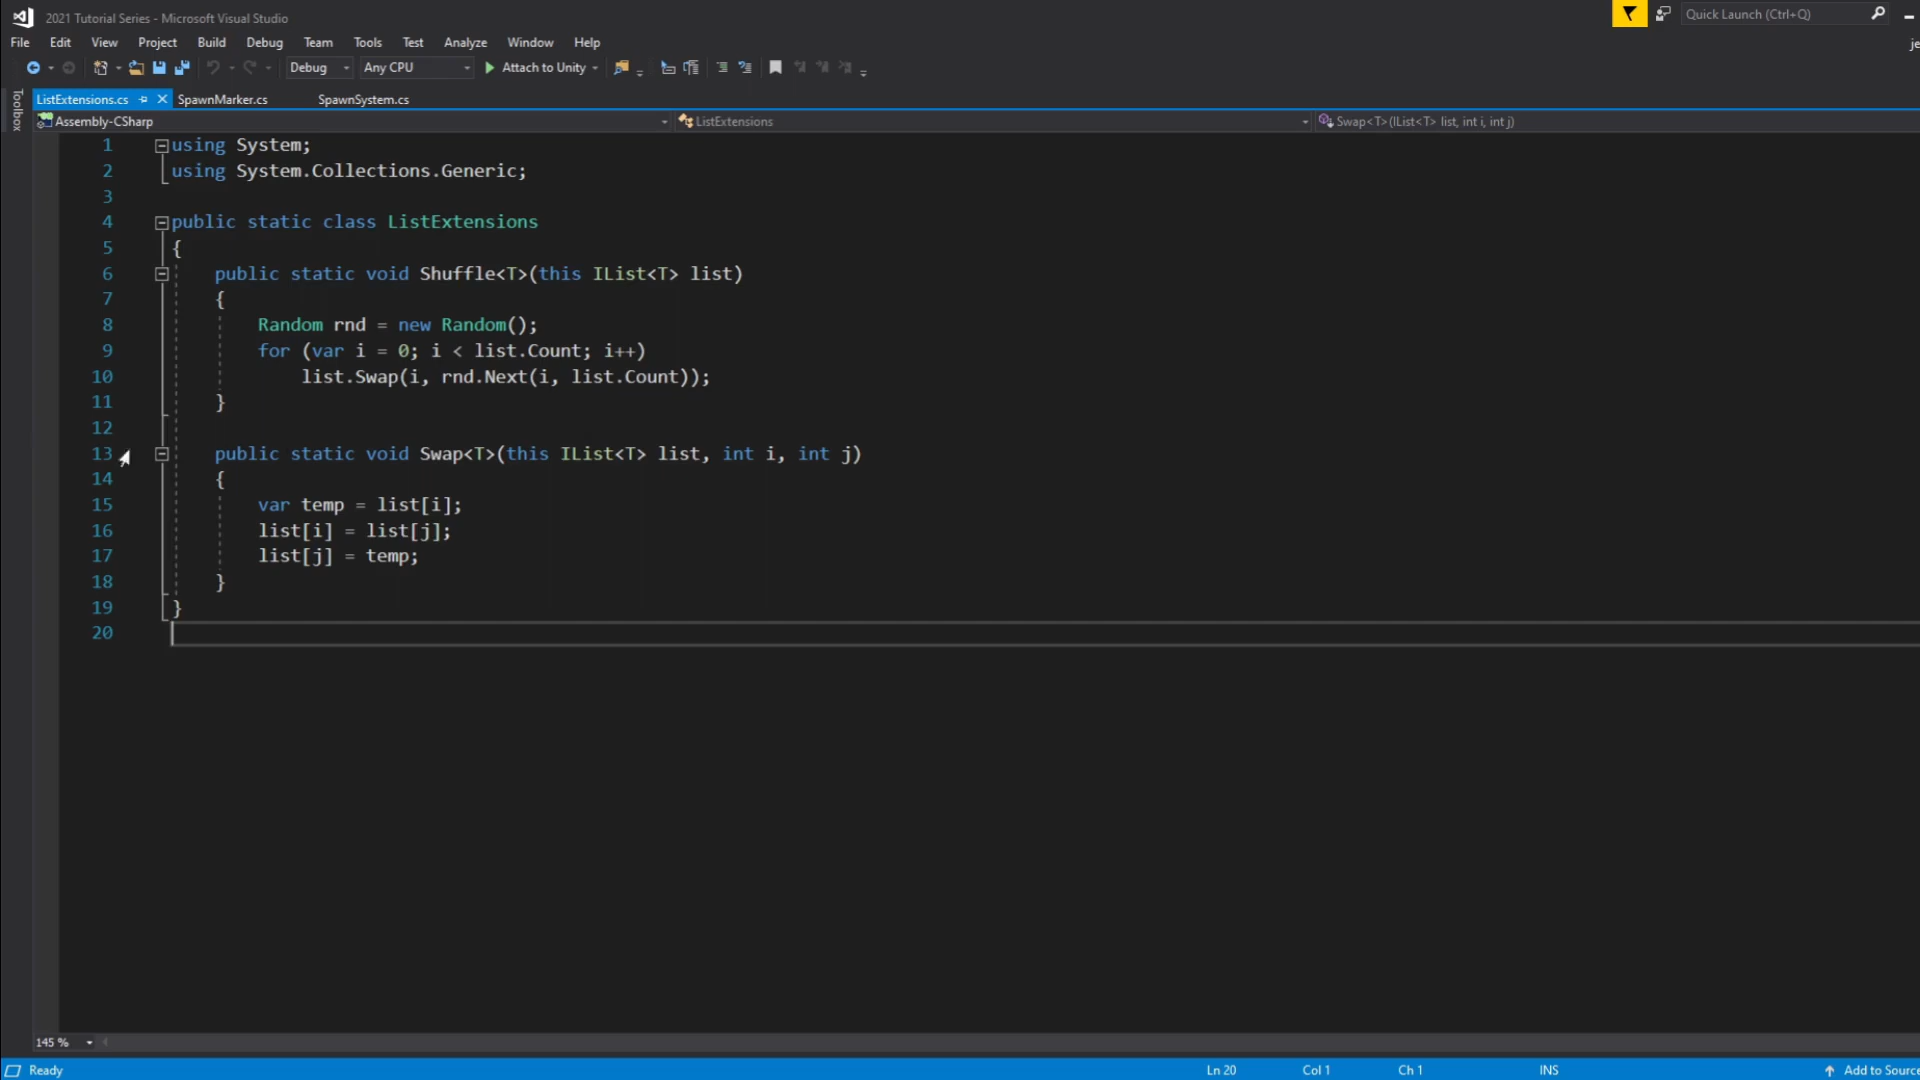 2021 Tutorial Series - Microsoft Visual Studio
Quick Launch (Ctrl+Q)
File Edit View Project Build Debug Team Tools Test Analyze Window Help
je
Debug Any CPU Attach to Unity
Toolbox
ListExtensions.cs SpawnMarker.cs SpawnSystem.cs
Assembly-CSharp ListExtensions Swap<T>(IList<T> list, int i, int j)
1 using System;
2 using System.Collections.Generic;
3
4 public static class ListExtensions
5 {
6 public static void Shuffle<T>(this IList<T> list)
7 {
8 Random rnd = new Random();
9 for (var i = 0; i < list.Count; i++)
10 list.Swap(i, rnd.Next(i, list.Count));
11 }
12
13 public static void Swap<T>(this IList<T> list, int i, int j)
14 {
15 var temp = list[i];
16 list[i] = list[j];
17 list[j] = temp;
18 }
19 }
20
145 %
Ready Ln 20 Col 1 Ch 1 INS Add to Source